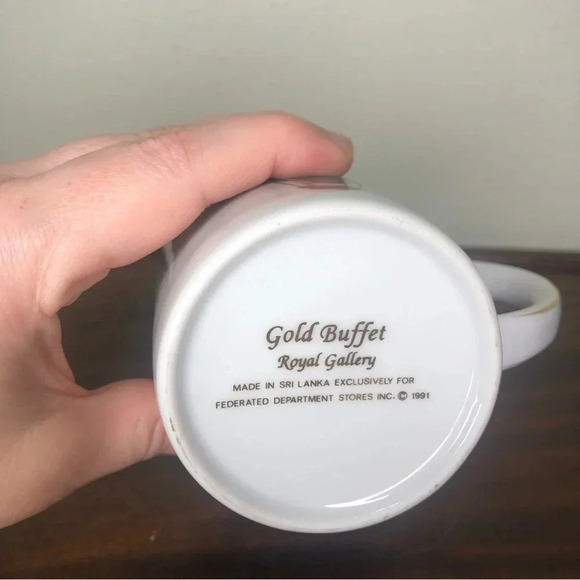 Gold Buffet
Royal Gallery
MADE IN SRI LANKA EXCLUSIVELY FOR
FEDERATED DEPARTMENT STORES INC. © 1991